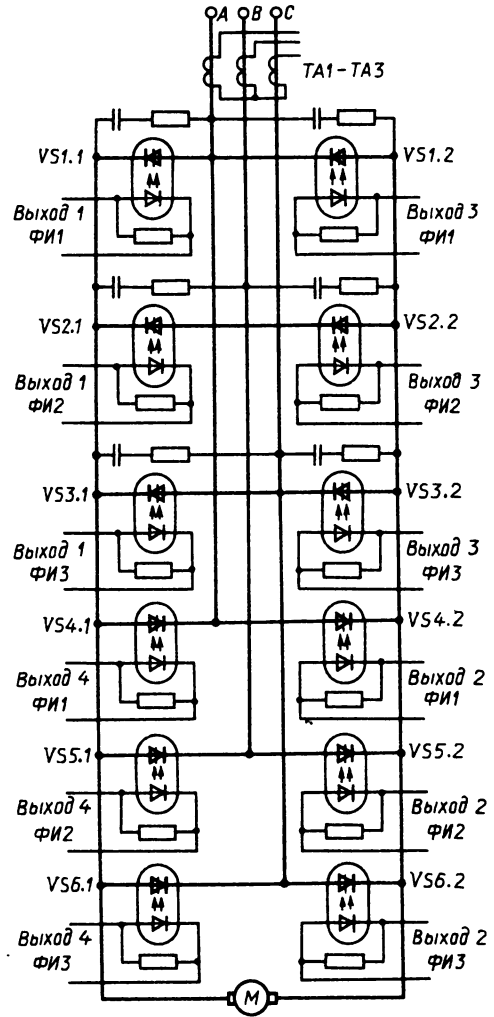 A B C
TA1-TA3
VS1.1 VS1.2
Выход 1 Выход 3
ФИ1 ФИ1
VS2.1 VS2.2
Выход 1 Выход 3
ФИ2 ФИ2
VS3.1 VS3.2
Выход 1 Выход 3
ФИ3 ФИ3
VS4.1 VS4.2
Выход 4 Выход 2
ФИ1 ФИ1
VS5.1 VS5.2
Выход 4 Выход 2
ФИ2 ФИ2
VS6.1 VS6.2
Выход 4 Выход 2
ФИ3 ФИ3
M